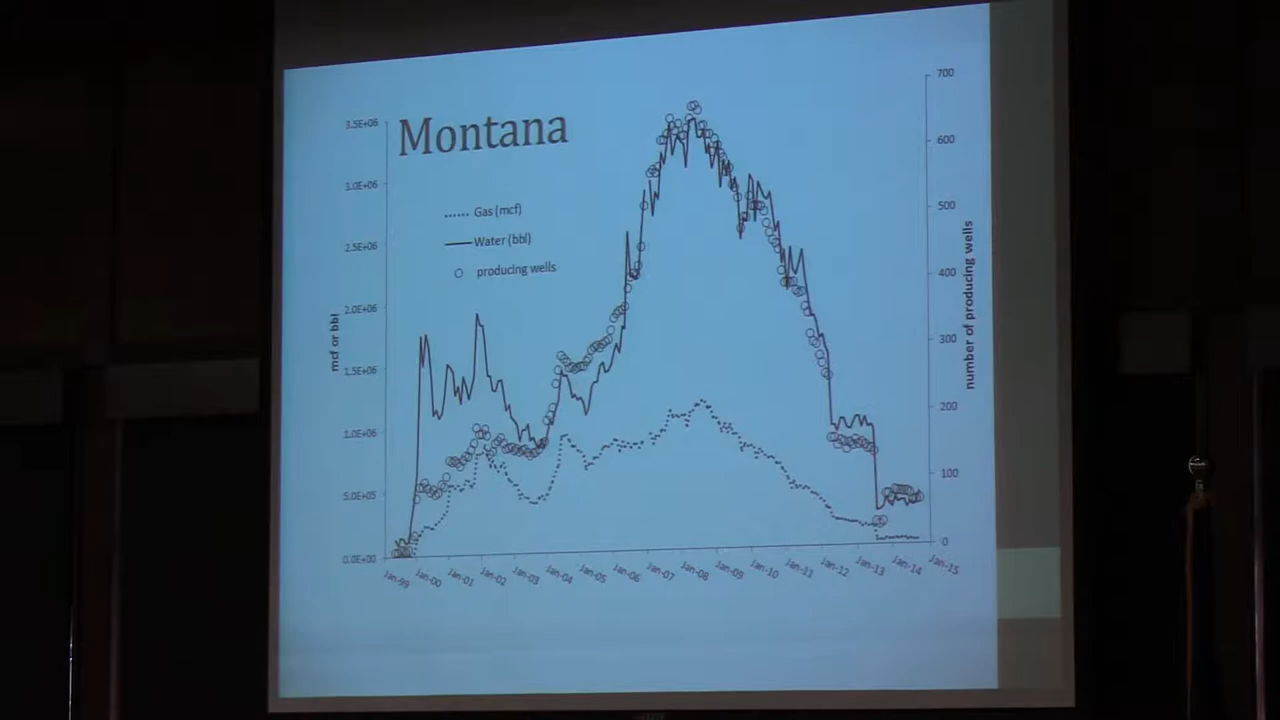 Montana
Gas (mcf)
Water (bbl)
producing wells
mcf or bbl
3.5E+06
3.0E+06
2.5E+06
2.0E+06
1.5E+06
1.0E+06
5.0E+05
0.0E+00
700
600
500
400
300
200
100
0
number of producing wells
Jan-99
Jan-00
Jan-01
Jan-02
Jan-03
Jan-04
Jan-05
Jan-06
Jan-07
Jan-08
Jan-09
Jan-10
Jan-11
Jan-12
Jan-13
Jan-14
Jan-15